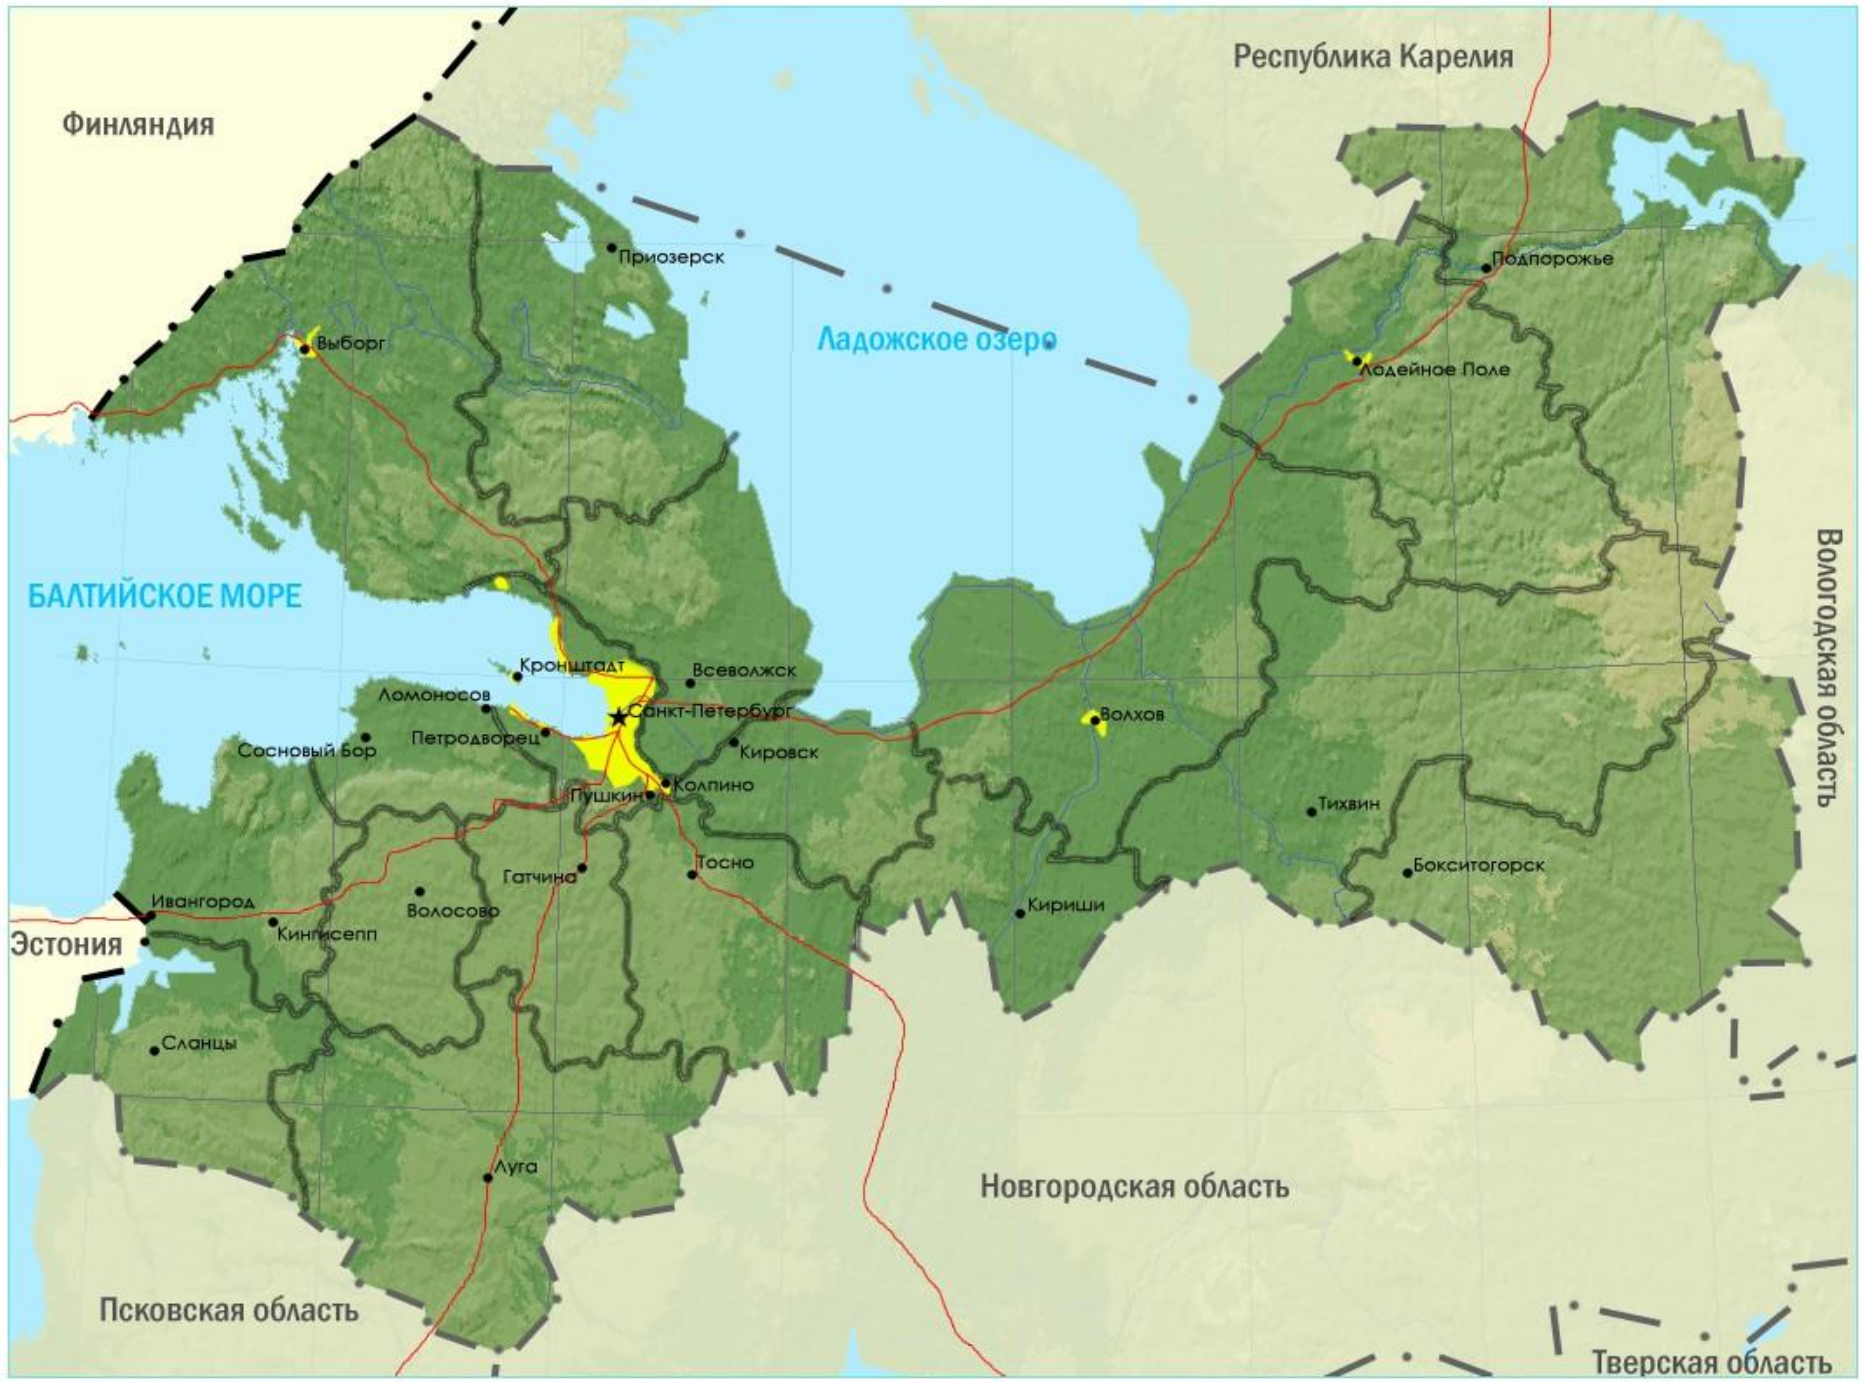 Республика Карелия
Финляндия
Приозерск
Подпорожье
Ладожское озеро
Выборг
Лодейное Поле
БАЛТИЙСКОЕ МОРЕ
Вологодская область
Кронштадт
Всеволжск
Ломоносов
Санкт-Петербург
Волхов
Петродворец
Сосновый Бор
Кировск
Колпино
Пушкин
Тихвин
Тосно
Гатчина
Бокситогорск
Ивангород
Волосово
Кириши
Кингисепп
Эстония
Сланцы
Луга
Новгородская область
Псковская область
Тверская область